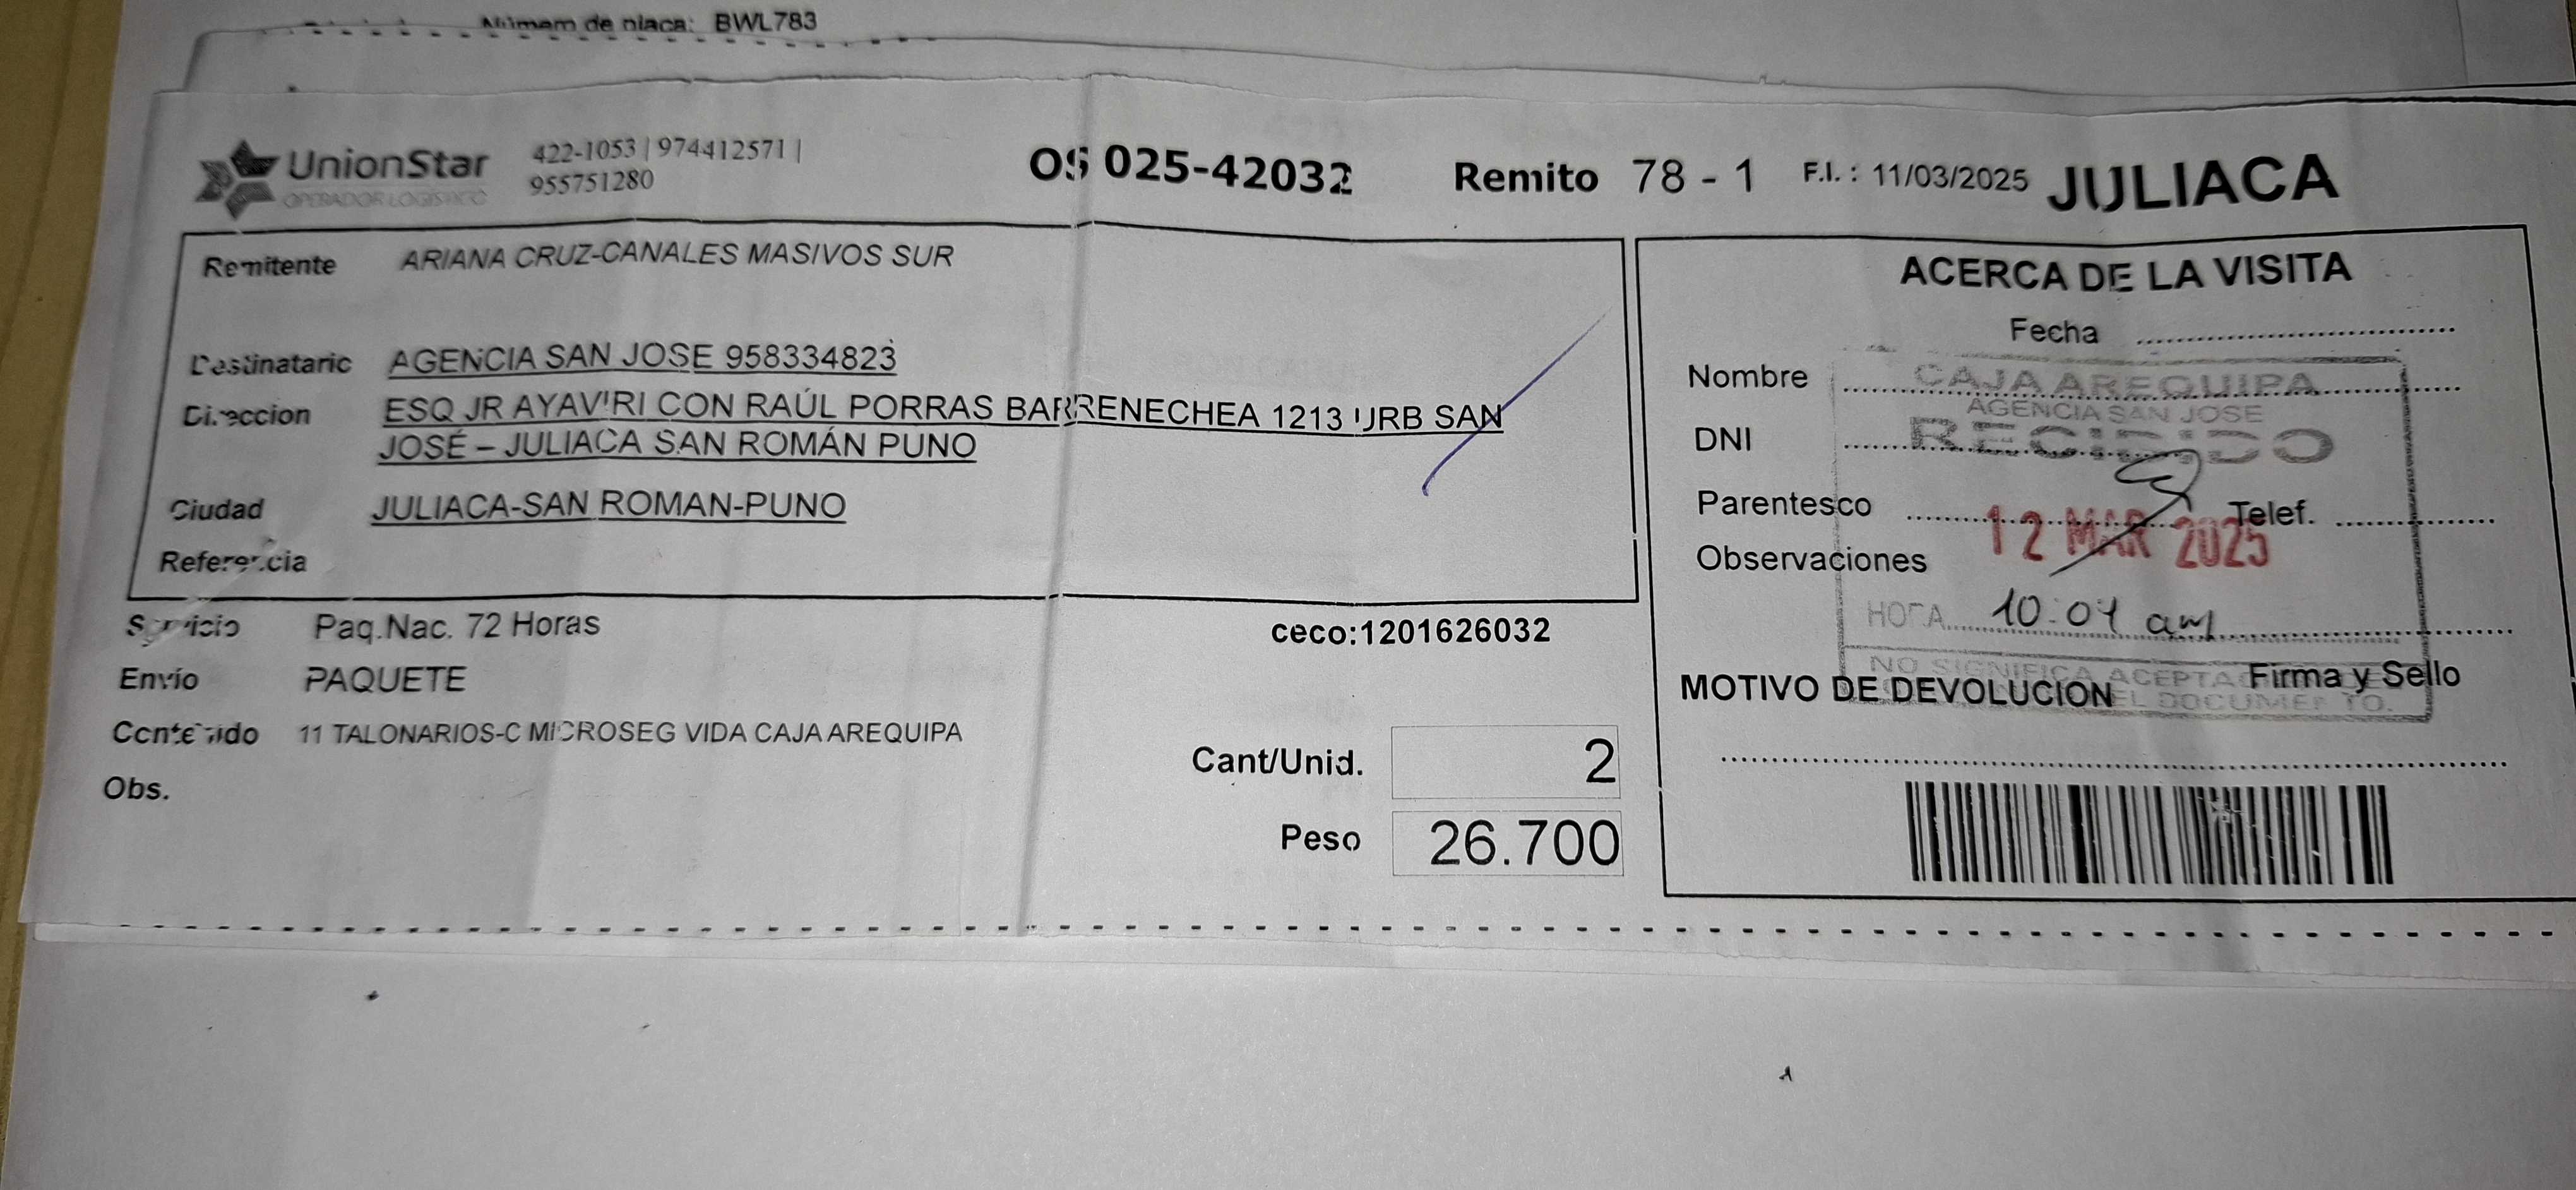 Número de placa: BWL783
UnionStar
OPERADOR LOGÍSTICO
422-1053 | 974412571 |
955751280
OS 025-42032
Remito 78 - 1
F.I. : 11/03/2025
JULIACA
Remitente ARIANA CRUZ-CANALES MASIVOS SUR
Destinatario AGENCIA SAN JOSE 958334823
Direccion ESQ JR AYAVIRI CON RAÚL PORRAS BARRENECHEA 1213 URB SAN
JOSÉ – JULIACA SAN ROMÁN PUNO
Ciudad JULIACA-SAN ROMAN-PUNO
Referencia
Servicio Paq.Nac. 72 Horas
ceco:1201626032
Envío PAQUETE
Contenido 11 TALONARIOS-C MICROSEG VIDA CAJA AREQUIPA
Obs.
Cant/Unid. 2
Peso 26.700
ACERCA DE LA VISITA
Fecha
Nombre
CAJA AREQUIPA
AGENCIA SAN JOSE
DNI
RECIBIDO
Parentesco
Telef.
12 MAR 2025
Observaciones
HORA 10:04 am
NO SIGNIFICA
Firma y Sello
MOTIVO DE DEVOLUCION
EL DOCUMENTO.